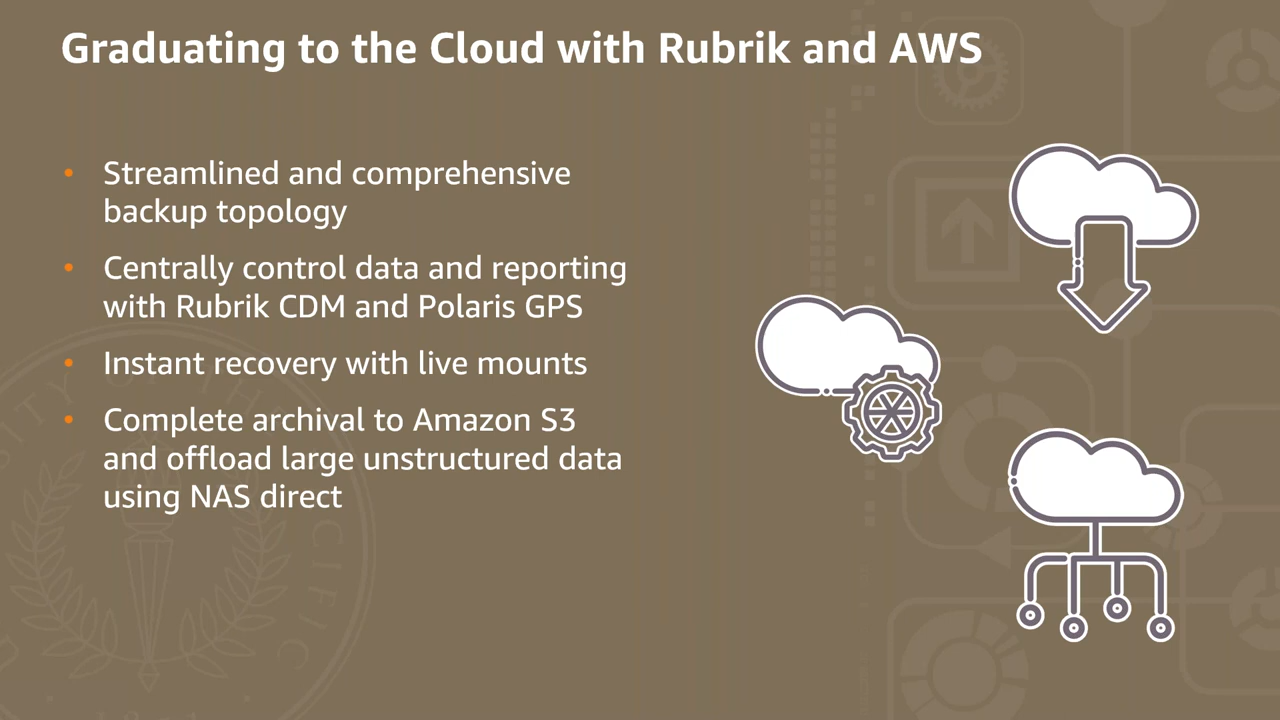 Graduating to the Cloud with Rubrik and AWS
• Streamlined and comprehensive
backup topology
• Centrally control data and reporting
with Rubrik CDM and Polaris GPS
• Instant recovery with live mounts
• Complete archival to Amazon S3
and offload large unstructured data
using NAS direct